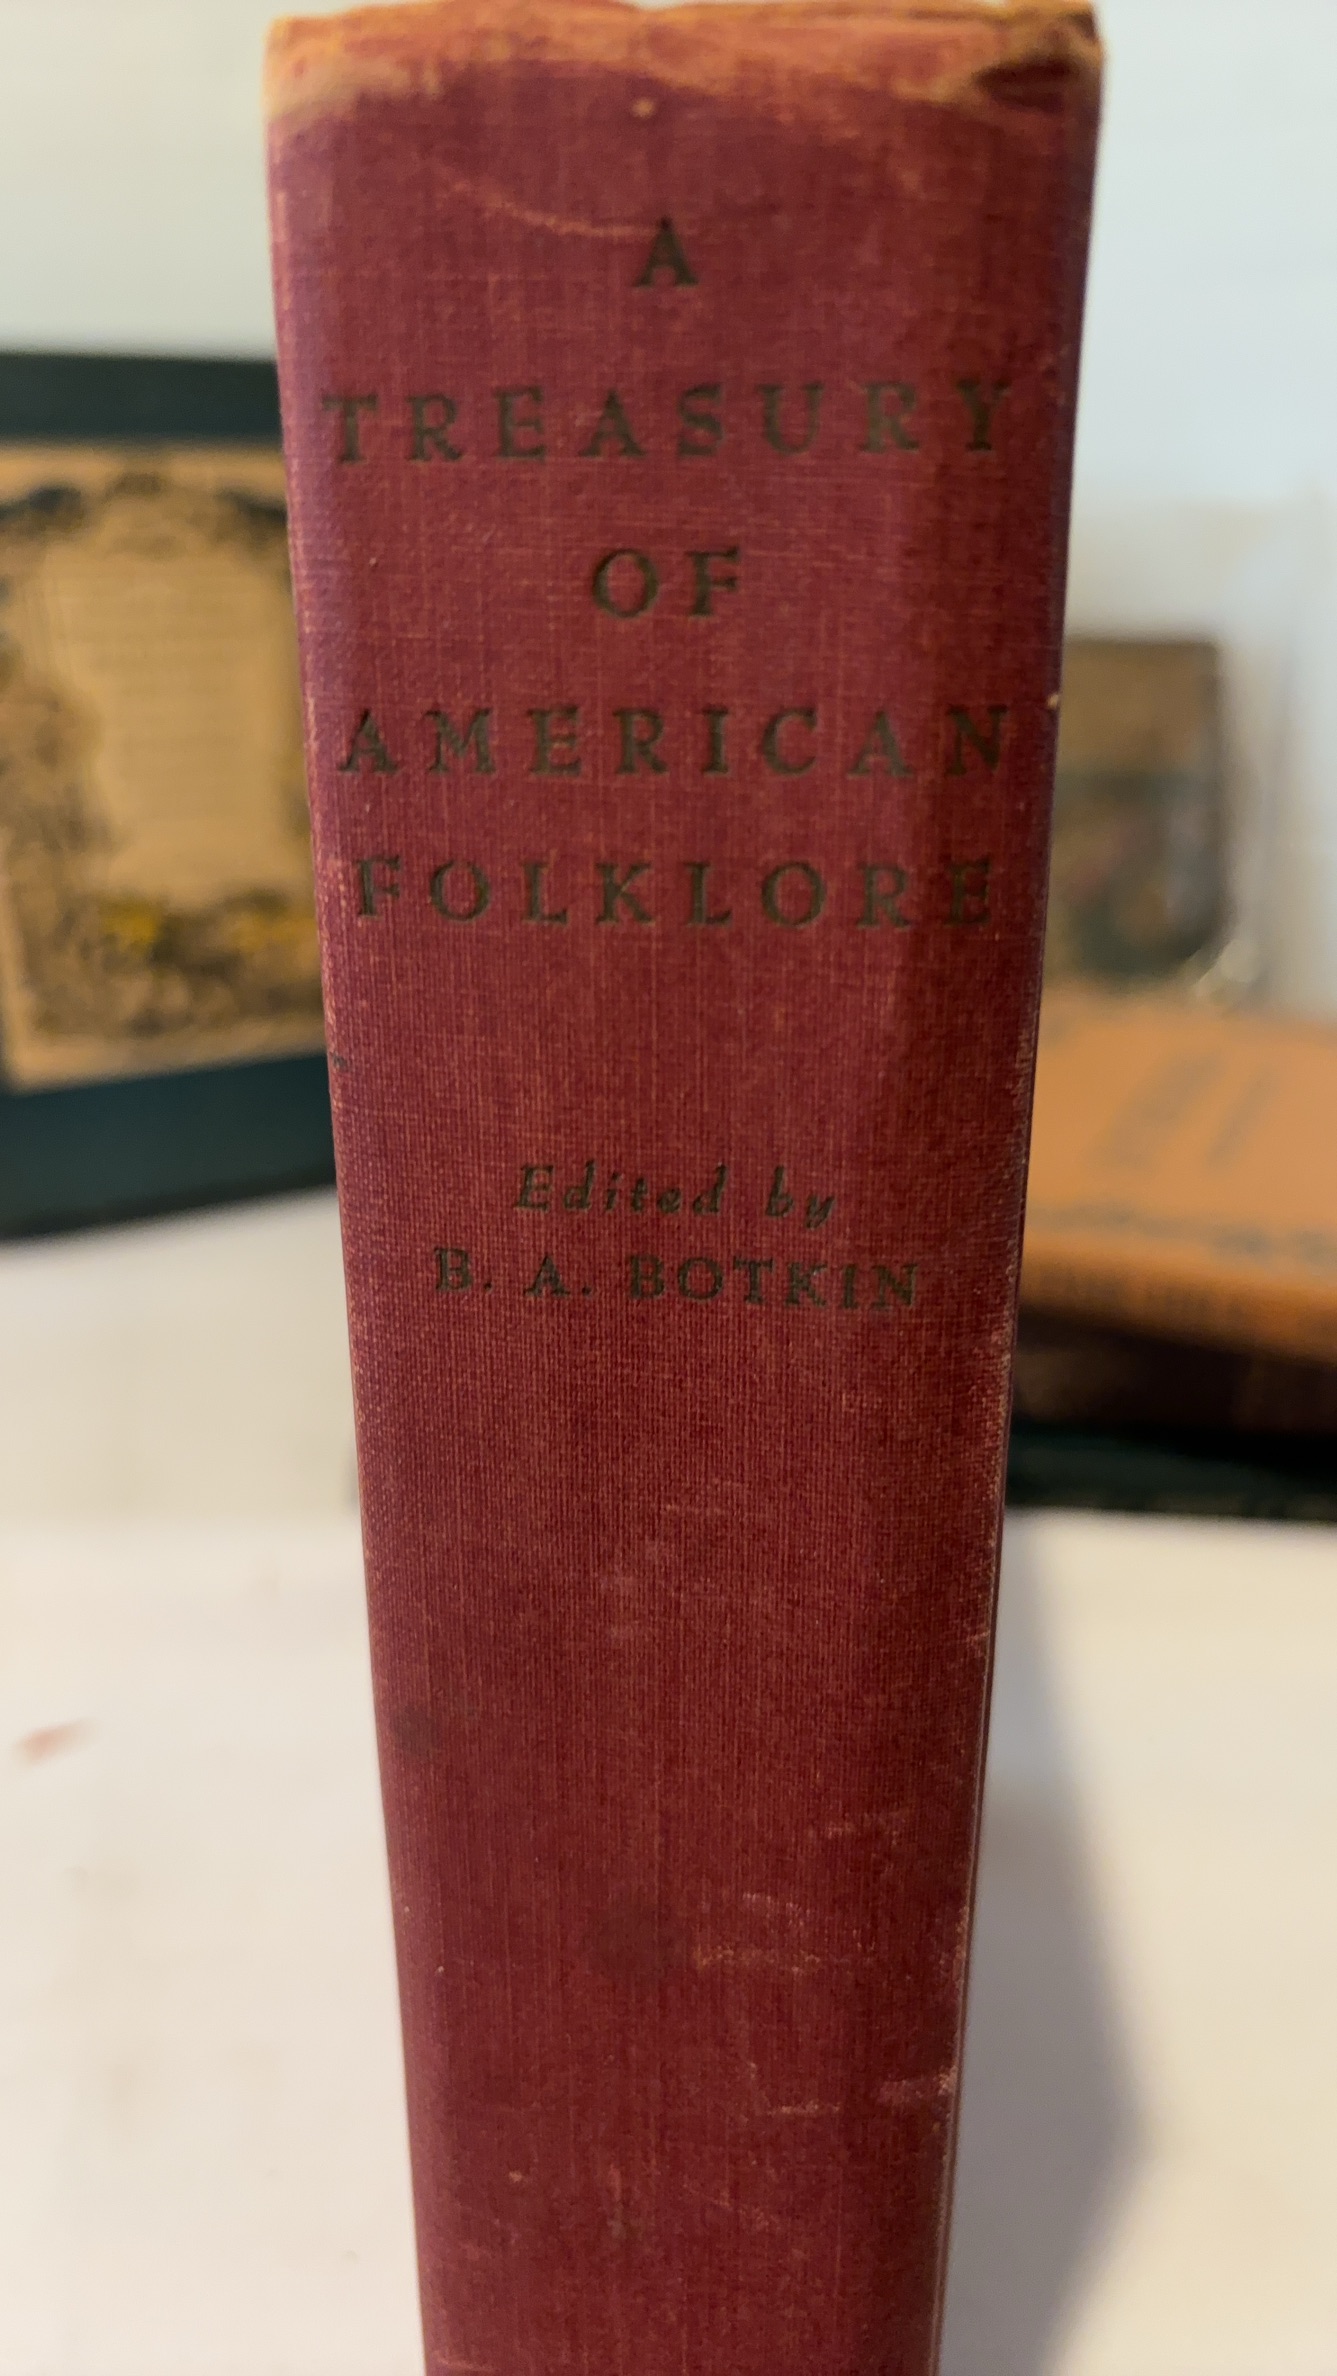 A
TREASURY
OF
AMERICAN
FOLKLORE
Edited by
B. A. BOTKIN